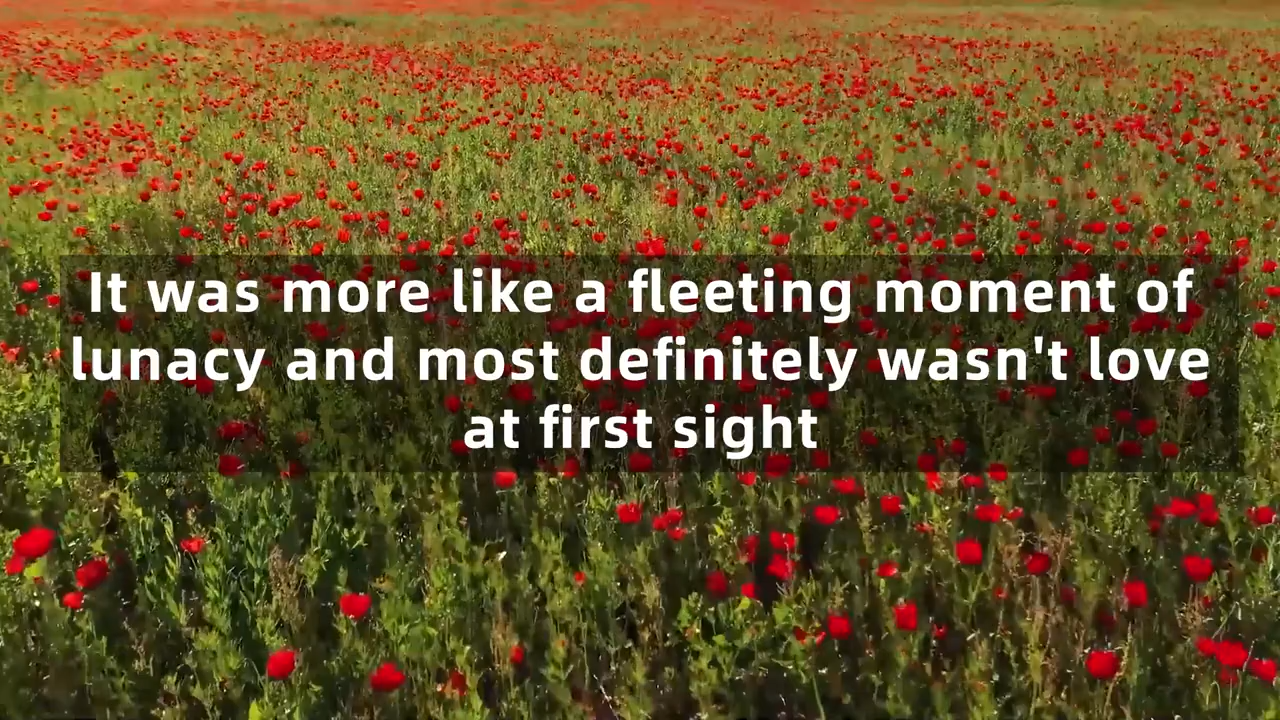 It was more like a fleeting moment of
lunacy and most definitely wasn't love
at first sight